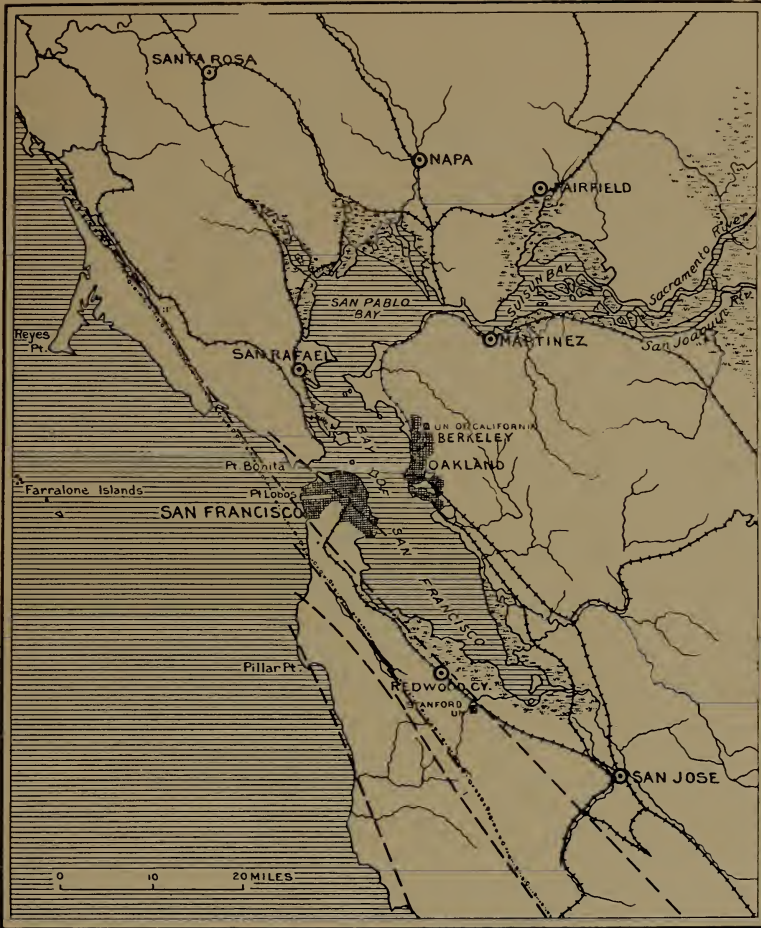 SANTA ROSA
NAPA
FAIRFIELD
Sacramento River
SUISUN BAY
SAN PABLO
BAY
San Joaquin Riv.
MARTINEZ
Reyes
Pt.
SAN RAFAEL
UN OF CALIFORNIA
BERKELEY
OAKLAND
BAY
OF
SAN
FRANCISCO
Pt Bonita
Farralone Islands
Pt Lobos
SAN FRANCISCO
Pillar Pt.
REDWOOD CY.
STANFORD
UN
SAN JOSE
0 10 20 MILES